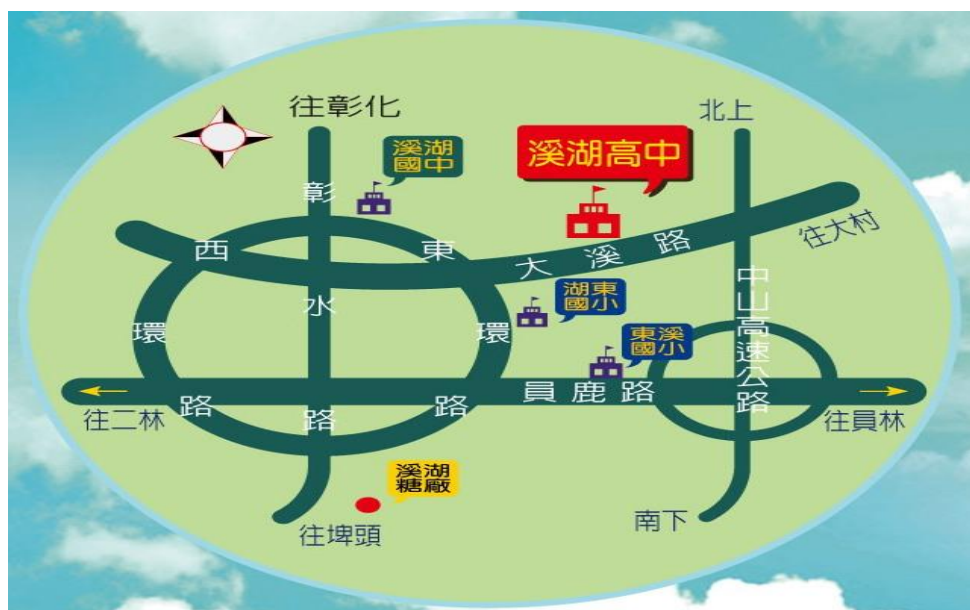 往彰化
北上
溪湖
國中
溪湖高中
彰水路
西環路
東環路
大溪路
往大村
中山高速公路
湖東
國小
東溪
國小
員鹿路
往二林
往員林
溪湖
糖廠
往埤頭
南下